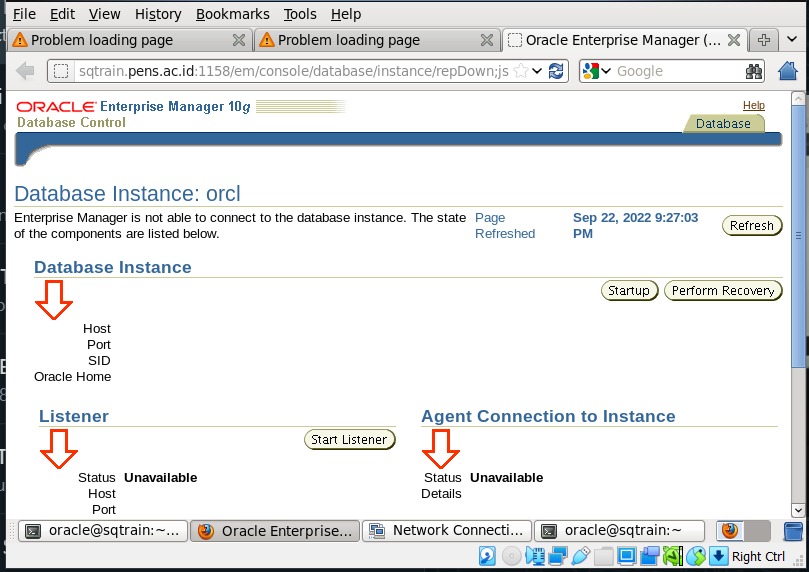 File Edit View History Bookmarks Tools Help
Problem loading page Problem loading page Oracle Enterprise Manager (...
sqtrain.pens.ac.id:1158/em/console/database/instance/repDown;js Google
ORACLE Enterprise Manager 10g
Database Control
Help
Database
Database Instance: orcl
Enterprise Manager is not able to connect to the database instance. The state
of the components are listed below.
Page
Refreshed
Sep 22, 2022 9:27:03
PM
Refresh
Database Instance
Startup Perform Recovery
Host
Port
SID
Oracle Home
Listener
Start Listener
Status Unavailable
Host
Port
Agent Connection to Instance
Status Unavailable
Details
oracle@sqtrain:~... Oracle Enterprise... Network Connecti... oracle@sqtrain:~
Right Ctrl